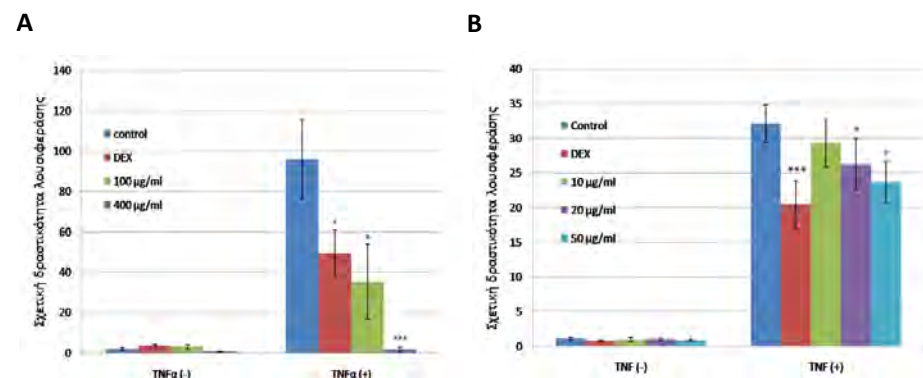 A
Σχετική δραστικότητα λουσιφεράσης
140
120
100
80
60
40
20
0
control
DEX
100 μg/ml
400 μg/ml
*
*
***
TNFα (-)
TNFα (+)
B
Σχετική δραστικότητα λουσιφεράσης
40
35
30
25
20
15
10
5
0
Control
DEX
10 μg/ml
20 μg/ml
50 μg/ml
***
*
TNF (-)
TNF (+)